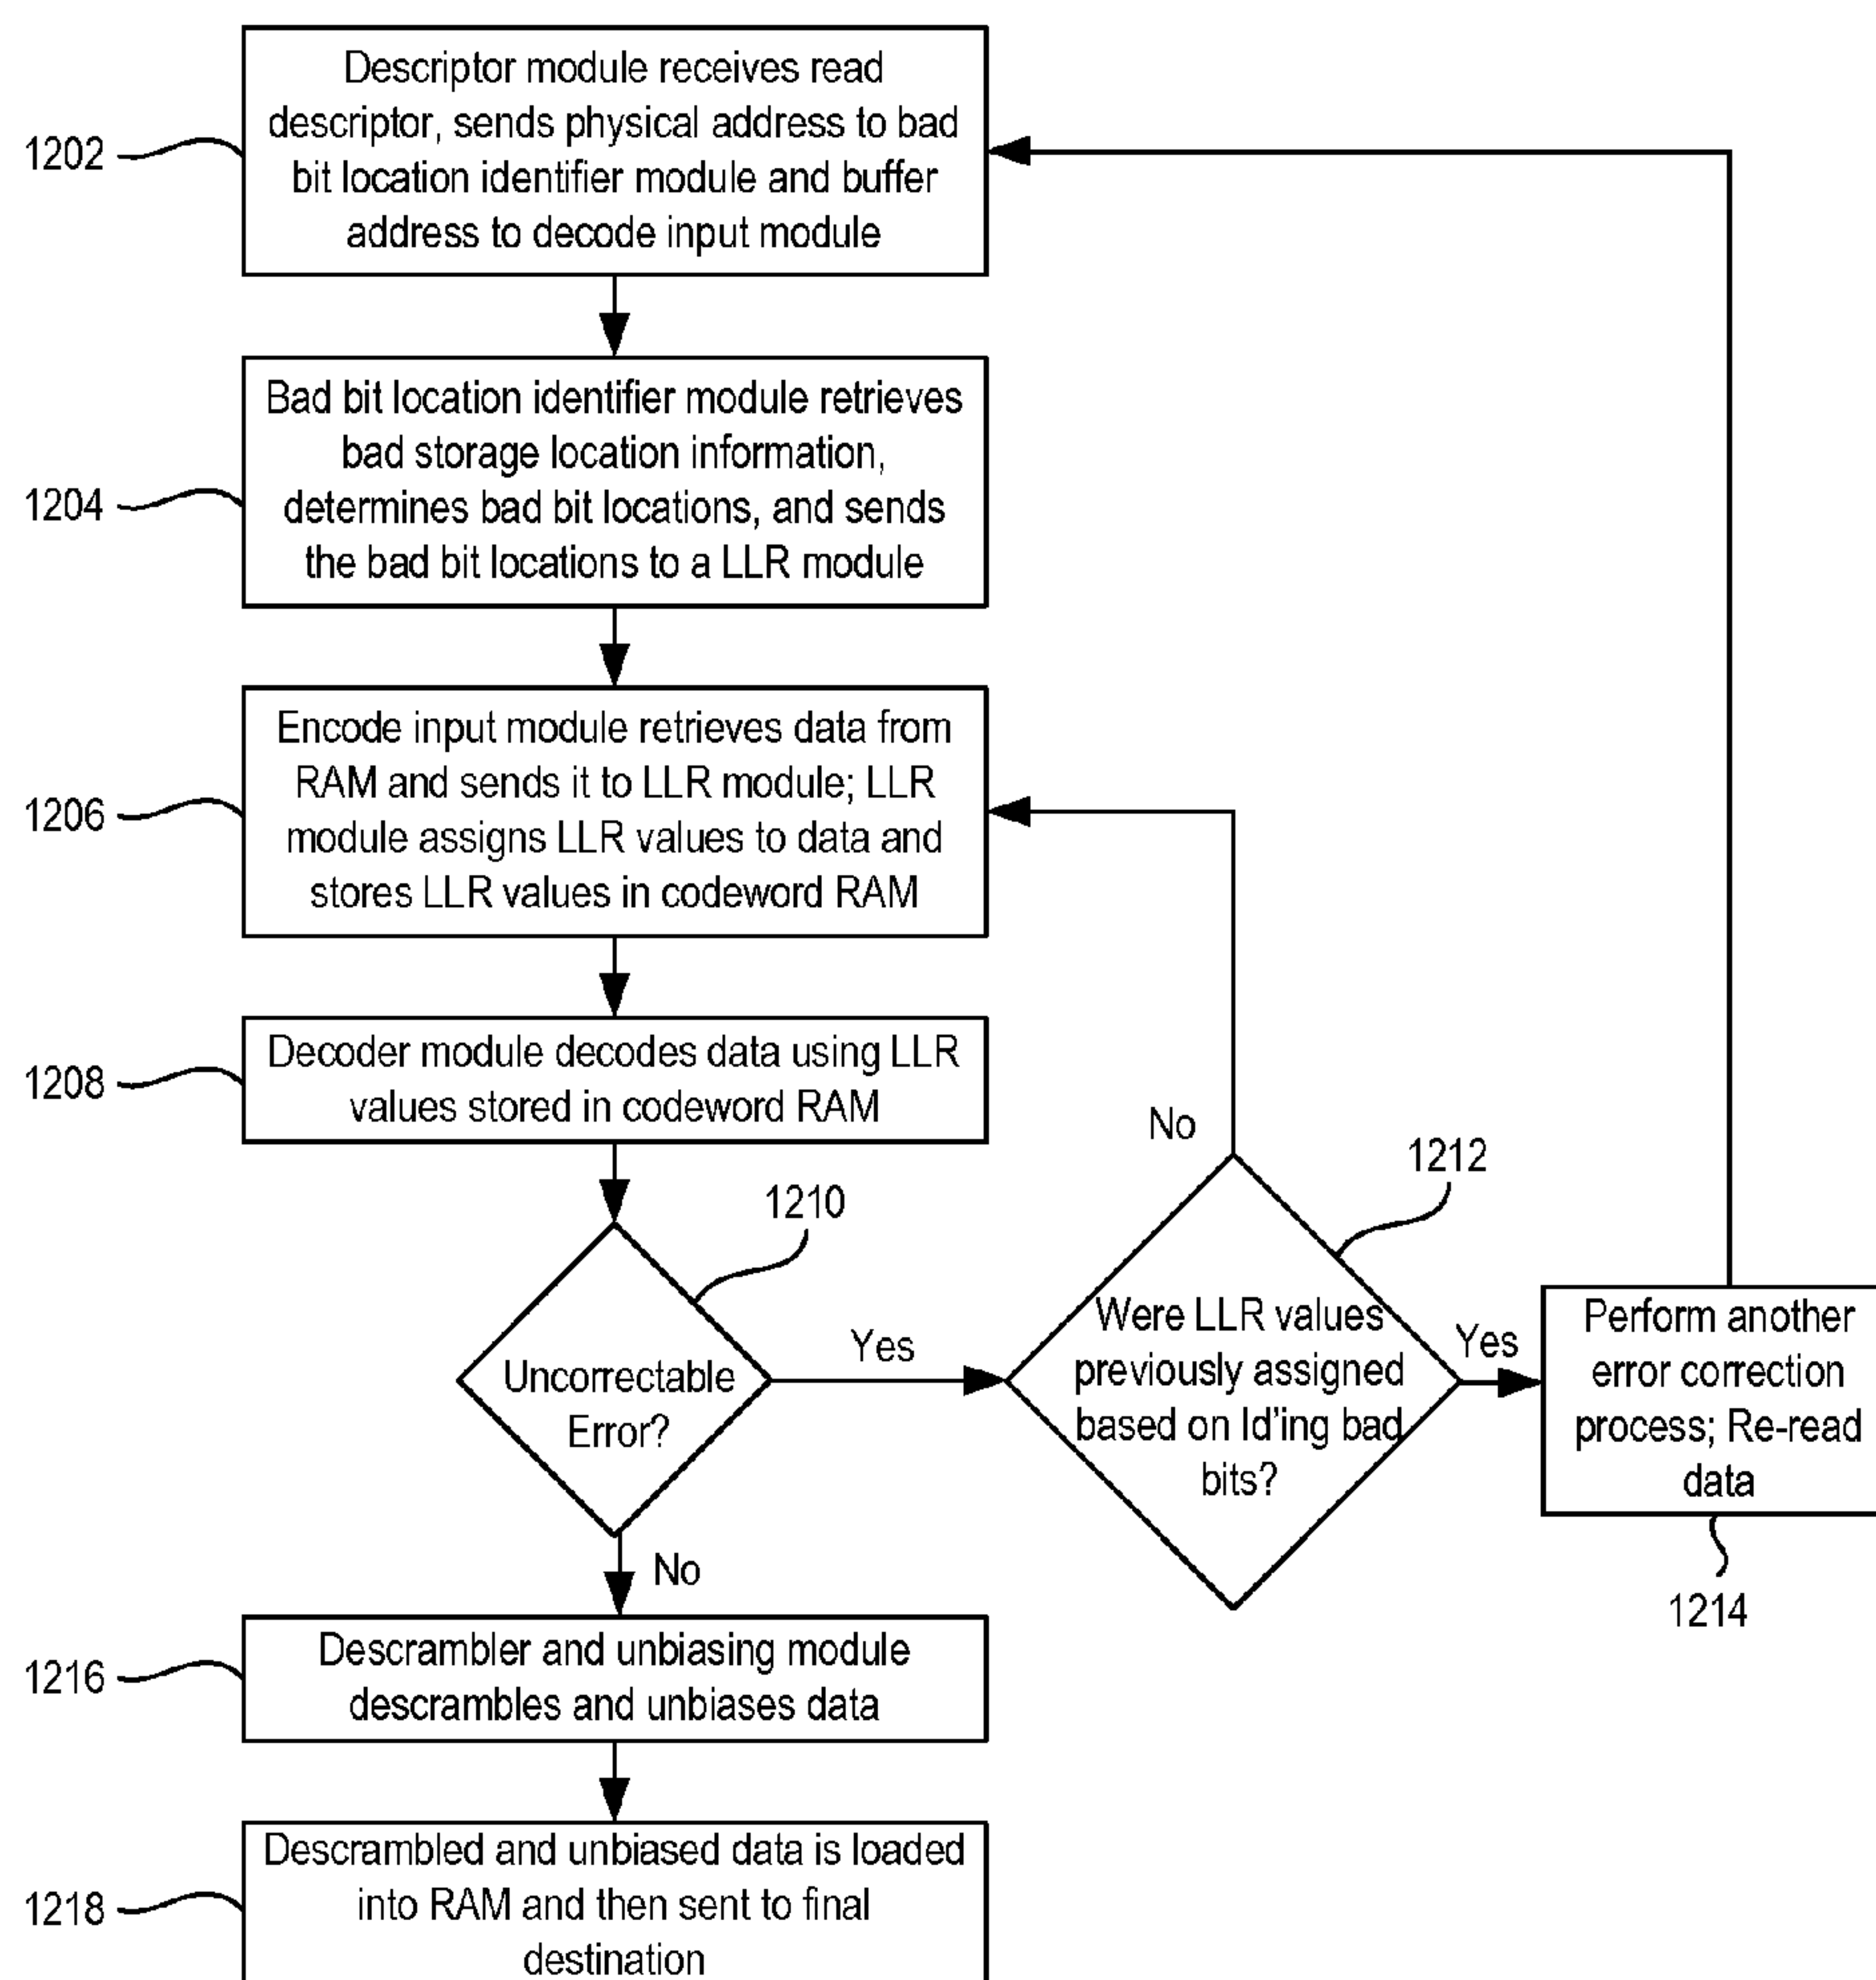 1202
Descriptor module receives read
descriptor, sends physical address to bad
bit location identifier module and buffer
address to decode input module
1204
Bad bit location identifier module retrieves
bad storage location information,
determines bad bit locations, and sends
the bad bit locations to a LLR module
1206
Encode input module retrieves data from
RAM and sends it to LLR module; LLR
module assigns LLR values to data and
stores LLR values in codeword RAM
1208
Decoder module decodes data using LLR
values stored in codeword RAM
1210
Uncorrectable
Error?
Yes
No
1212
Were LLR values
previously assigned
based on Id'ing bad
bits?
No
Yes
Perform another
error correction
process; Re-read
data
1214
1216
Descrambler and unbiasing module
descrambles and unbiases data
1218
Descrambled and unbiased data is loaded
into RAM and then sent to final
destination